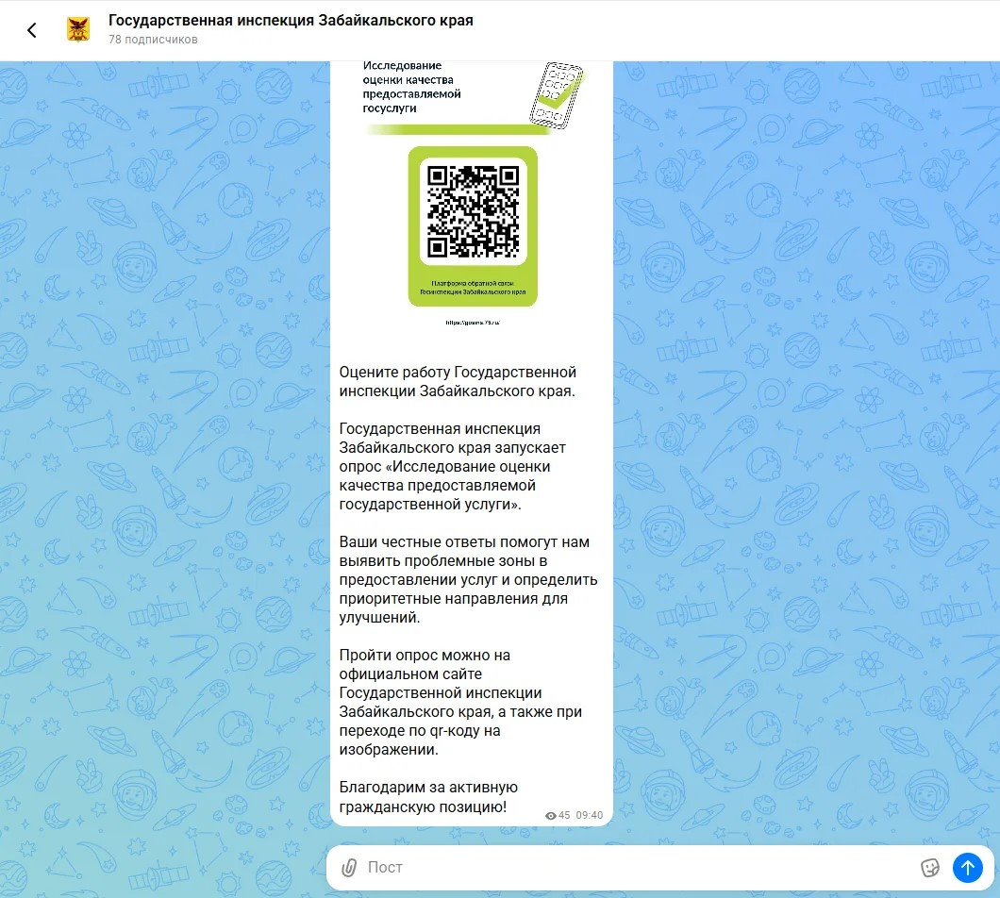 Государственная инспекция Забайкальского края
78 подписчиков
Исследование
оценки качества
предоставляемой
госуслуги
Платформа обратной связи
Госинспекции Забайкальского края
https://gosins.75.ru/
Оцените работу Государственной
инспекции Забайкальского края.
Государственная инспекция
Забайкальского края запускает
опрос «Исследование оценки
качества предоставляемой
государственной услуги».
Ваши честные ответы помогут нам
выявить проблемные зоны в
предоставлении услуг и определить
приоритетные направления для
улучшений.
Пройти опрос можно на
официальном сайте
Государственной инспекции
Забайкальского края, а также при
переходе по qr-коду на
изображении.
Благодарим за активную
гражданскую позицию!
45 09:40
Пост